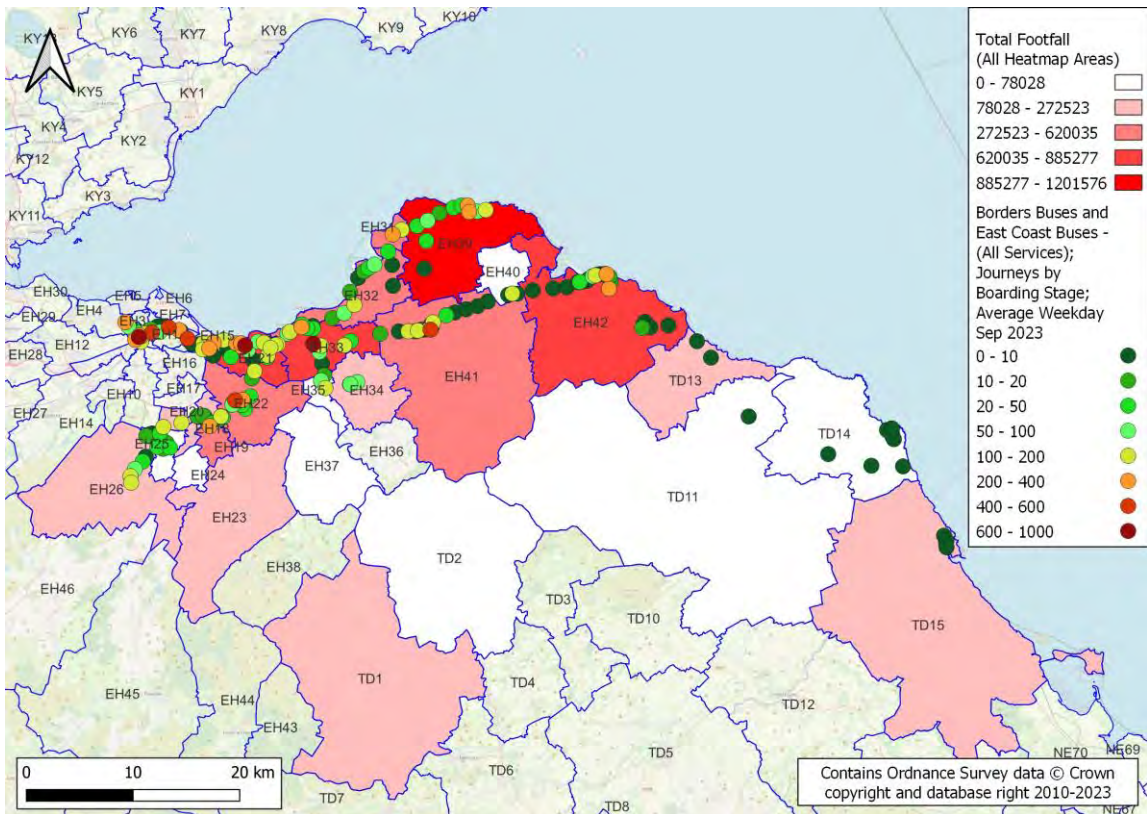 KY13
KY6
KY7
KY8
KY9
KY10
KY5
KY1
KY4
KY2
KY12
KY3
KY11
EH31
EH39
EH40
EH30
EH5
EH6
EH32
EH29
EH4
EH3
EH7
EH15
EH42
EH12
EH21
EH33
EH28
EH16
EH41
TD13
EH17
EH35
EH34
EH10
EH22
EH27
EH14
EH20
EH18
TD14
EH25
EH19
EH36
EH37
EH24
EH26
TD11
EH23
TD2
EH38
EH46
TD3
TD10
TD15
TD1
TD4
EH45
EH44
EH43
TD12
TD5
NE70
NE69
TD6
TD7
TD8
NE67
Total Footfall
(All Heatmap Areas)
0 - 78028
78028 - 272523
272523 - 620035
620035 - 885277
885277 - 1201576
Borders Buses and
East Coast Buses -
(All Services);
Journeys by
Boarding Stage;
Average Weekday
Sep 2023
0 - 10
10 - 20
20 - 50
50 - 100
100 - 200
200 - 400
400 - 600
600 - 1000
0 10 20 km
Contains Ordnance Survey data © Crown
copyright and database right 2010-2023